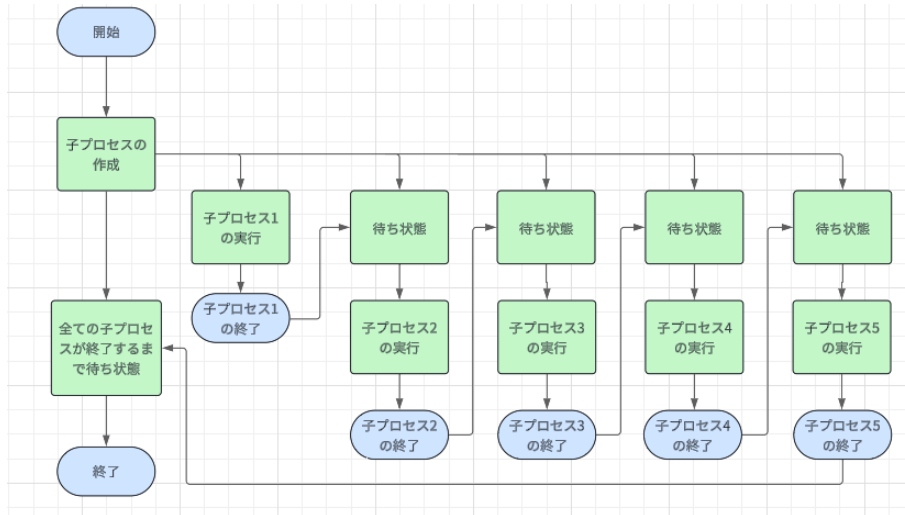 開始
子プロセスの
作成
子プロセス1
の実行
待ち状態
待ち状態
待ち状態
待ち状態
子プロセス1
の終了
全ての子プロセ
スが終了するま
で待ち状態
子プロセス2
の実行
子プロセス3
の実行
子プロセス4
の実行
子プロセス5
の実行
子プロセス2
の終了
子プロセス3
の終了
子プロセス4
の終了
子プロセス5
の終了
終了